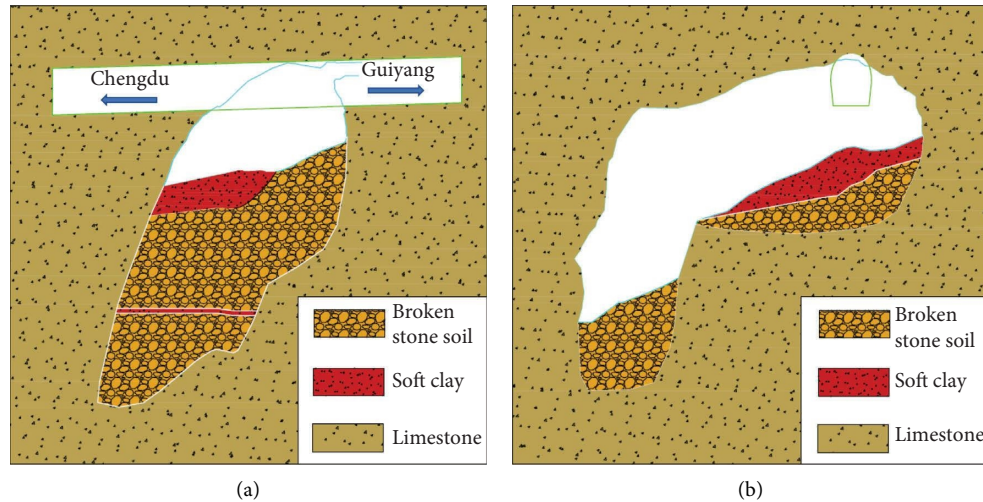 Chengdu
Guiyang
Broken
stone soil
Soft clay
Limestone
(a)
Broken
stone soil
Soft clay
Limestone
(b)